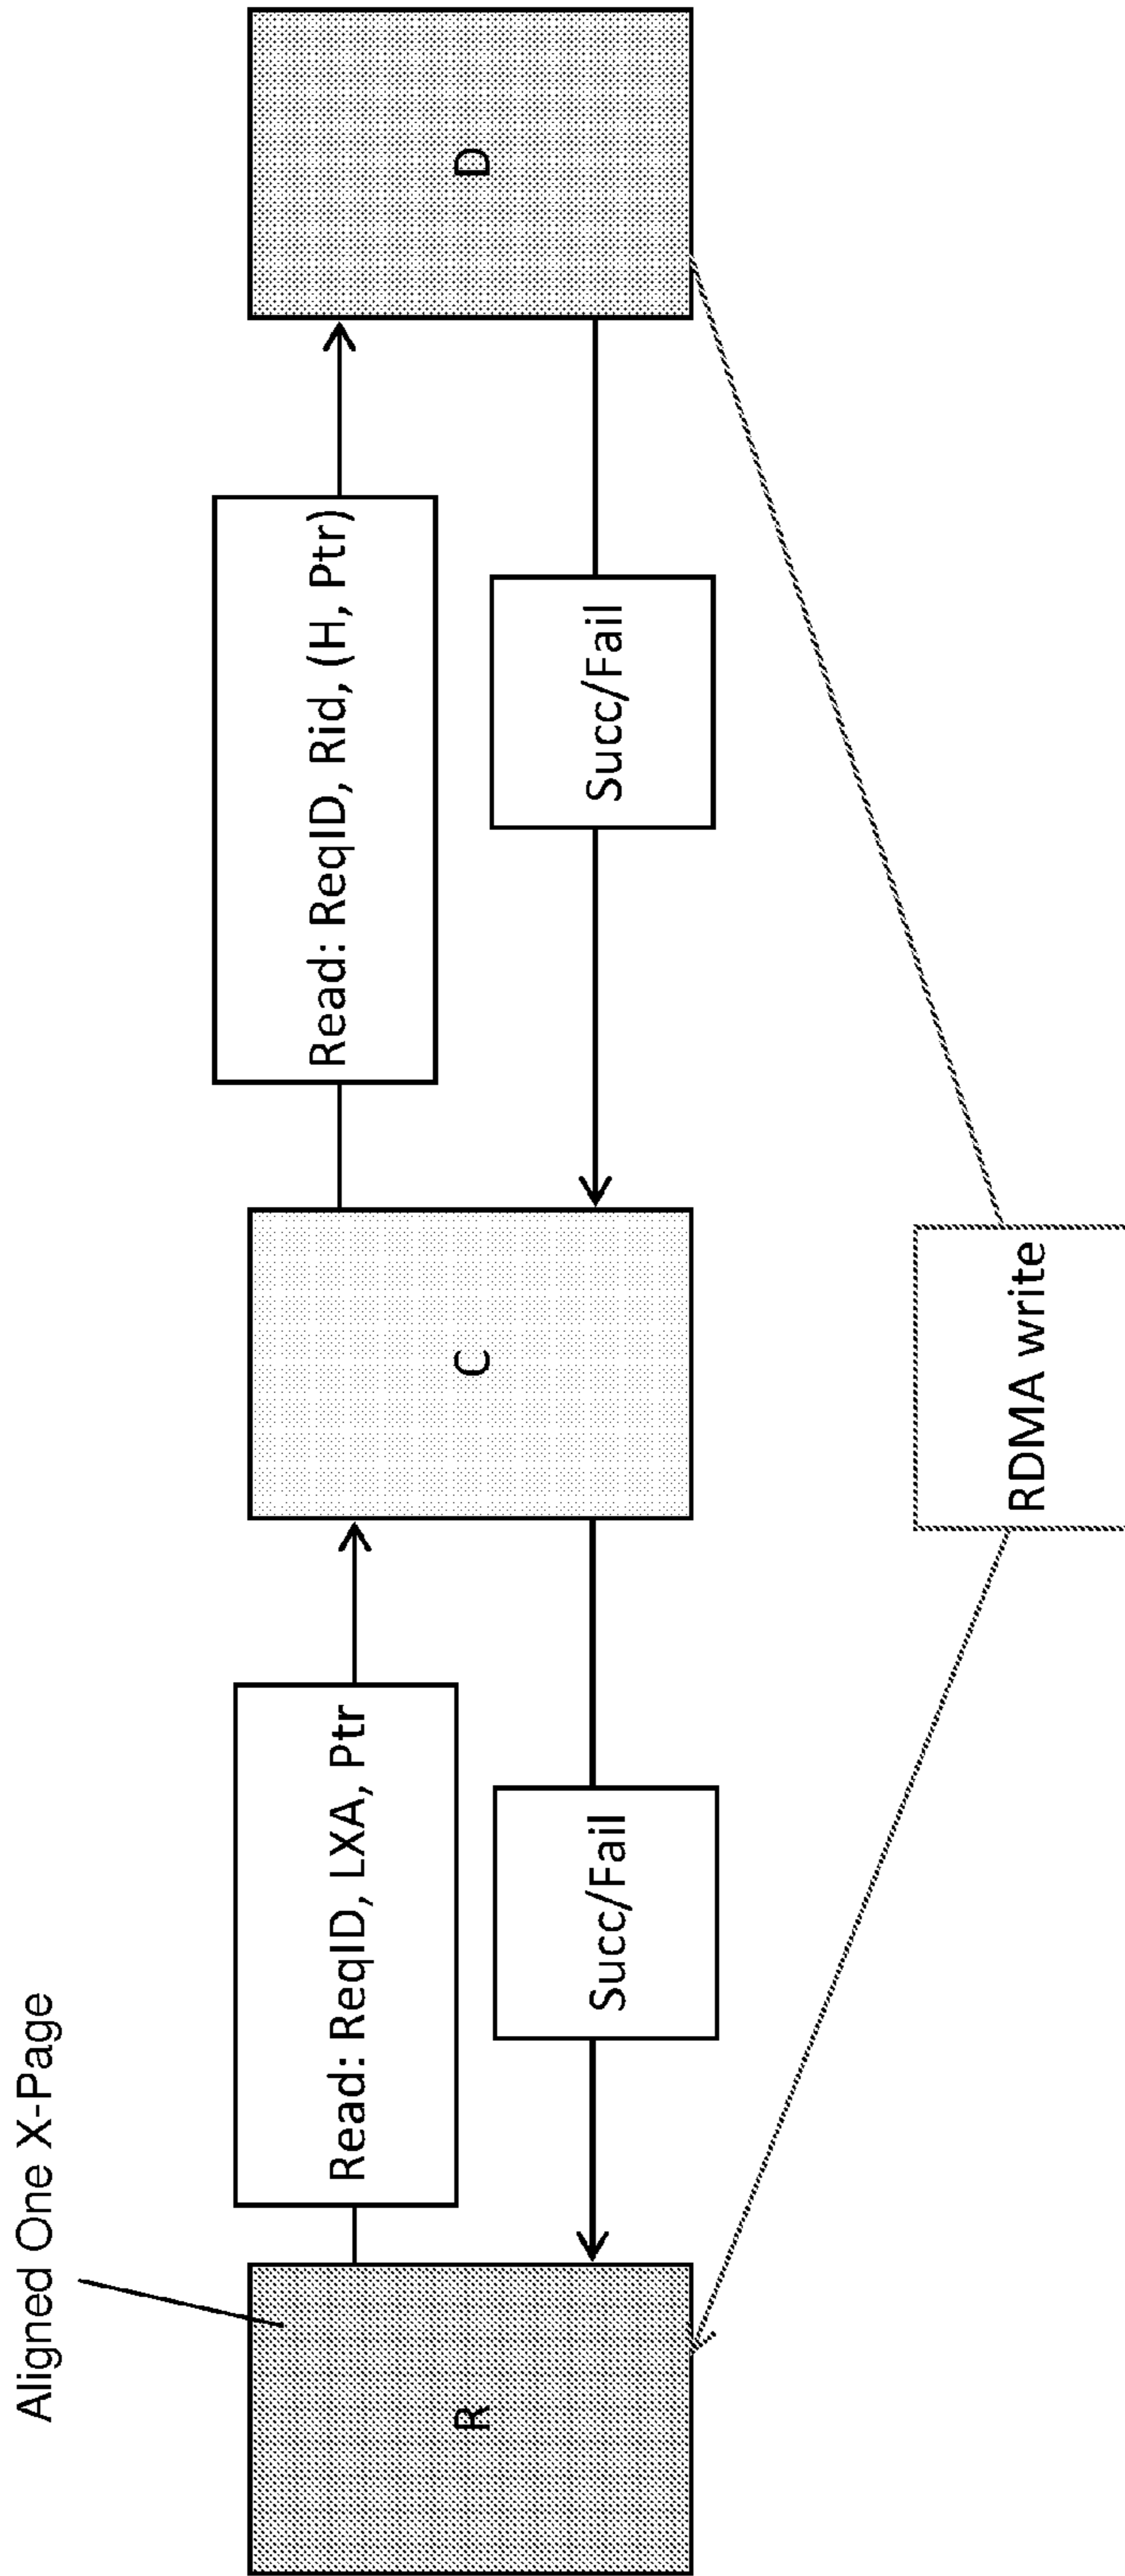 Aligned One X-Page
R
Read: ReqID, LXA, Ptr
Succ/Fail
C
Read: ReqID, Rid, (H, Ptr)
Succ/Fail
D
RDMA write